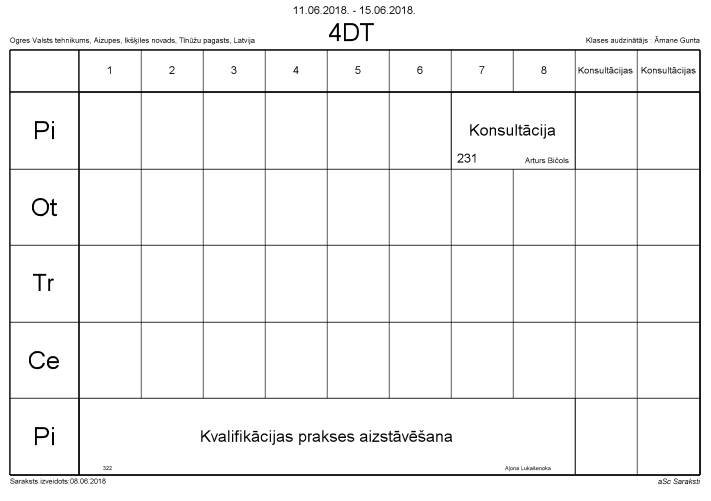 11.06.2018. - 15.06.2018.
4DT
Ogres Valsts tehnikums, Aizupes, Ikšķiles novads, Tīnūžu pagasts, Latvija
Klases audzinātājs : Āmane Gunta
1 2 3 4 5 6 7 8 Konsultācijas Konsultācijas
Pi
Konsultācija
231 Arturs Bičols
Ot
Tr
Ce
Pi
Kvalifikācijas prakses aizstāvēšana
322 Aļona Lukašenoka
Saraksts izveidots:08.06.2018
aSc Saraksti